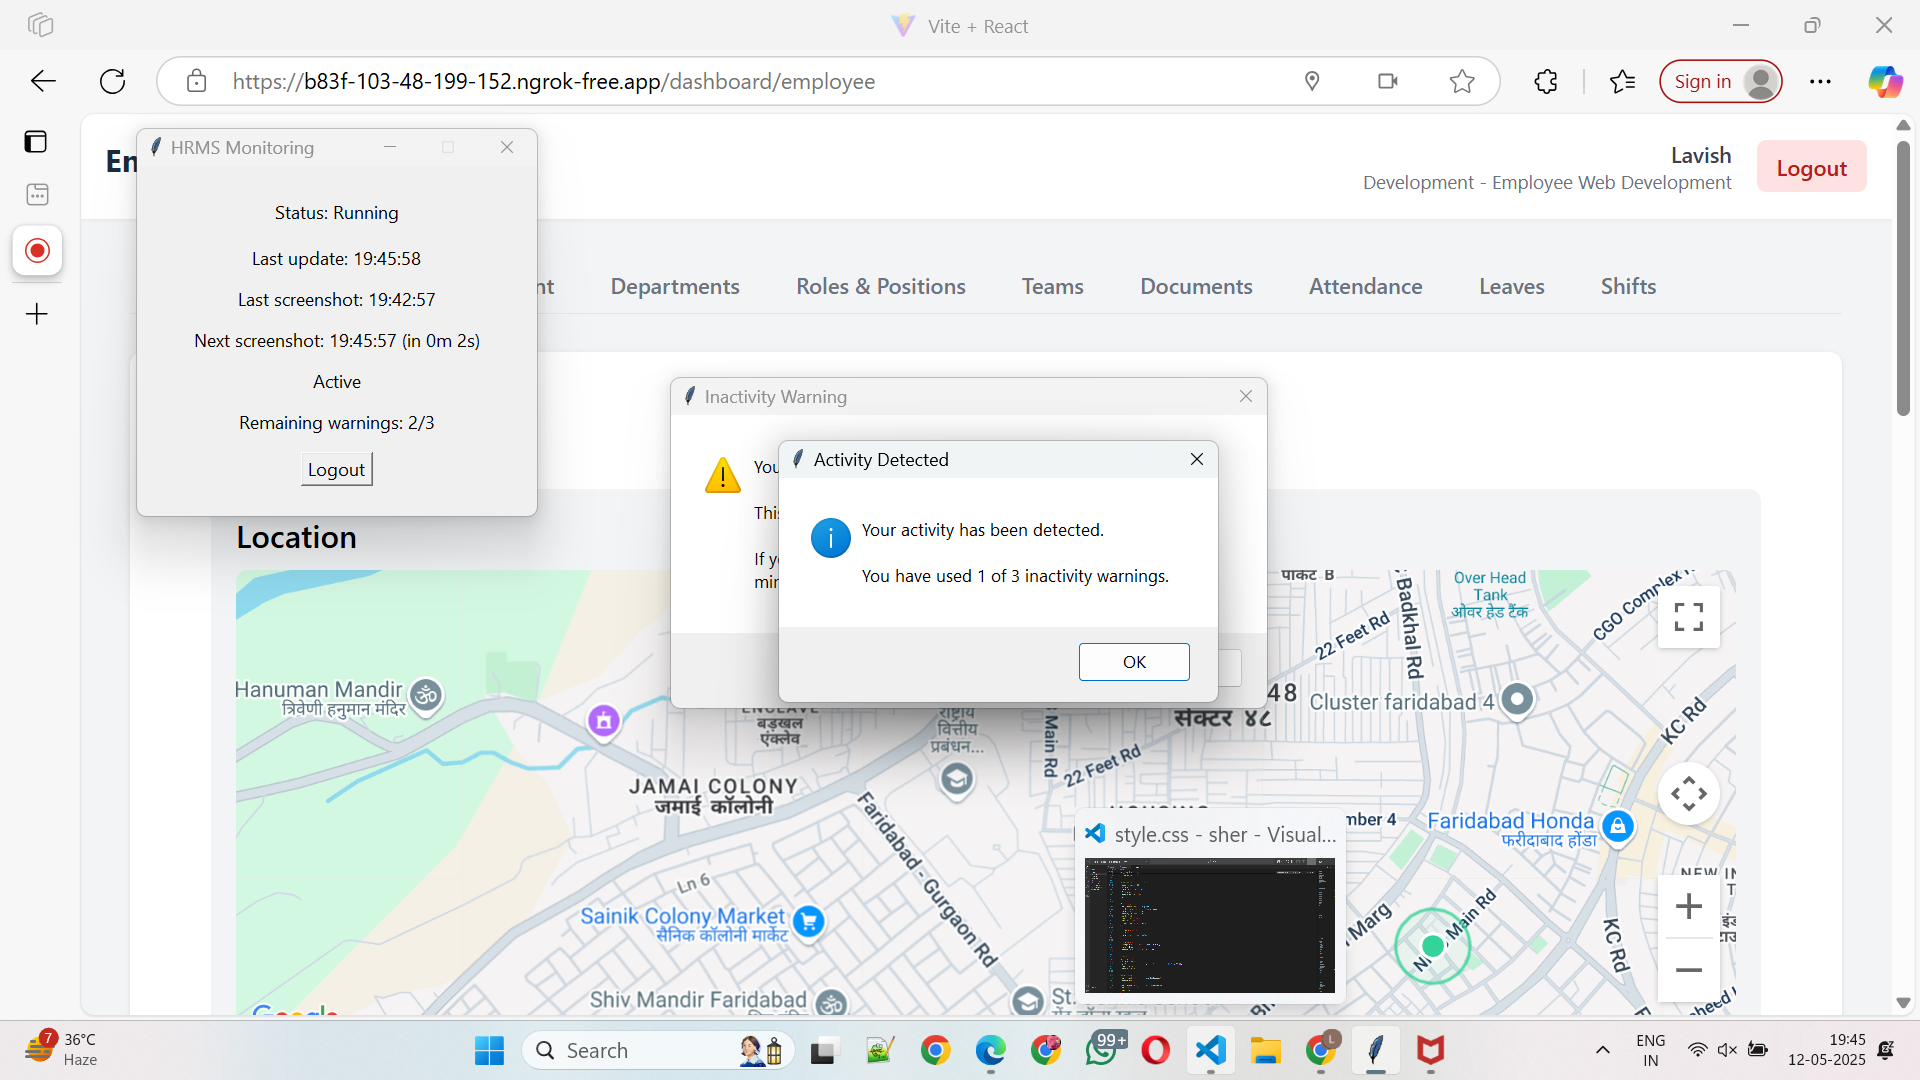 Vite + React
https://b83f-103-48-199-152.ngrok-free.app/dashboard/employee
Sign in
HRMS Monitoring
Status: Running
Last update: 19:45:58
Last screenshot: 19:42:57
Next screenshot: 19:45:57 (in 0m 2s)
Active
Remaining warnings: 2/3
Logout
En
Lavish
Development - Employee Web Development
Logout
nt
Departments
Roles & Positions
Teams
Documents
Attendance
Leaves
Shifts
Inactivity Warning
You
This
If y
min
Activity Detected
Your activity has been detected.
You have used 1 of 3 inactivity warnings.
OK
Location
पाकेट B
Badkhal Rd
Over Head
Tank
ओवर हेड टैंक
CGO Complex
22 Feet Rd
Hanuman Mandir
त्रिवेणी हनुमान मंदिर
ENCLAVE
बड़खल
एंक्लेव
राष्ट्रीय
वित्तीय
प्रबंधन...
Main Rd
22 Feet Rd
48
सेक्टर ४८
Cluster faridabad 4
KC Rd
JAMAI COLONY
जमाई कॉलोनी
HOUSING
mber 4
Faridabad Honda
फरीदाबाद होंडा
Faridabad - Gurgaon Rd
Ln 6
Sainik Colony Market
सैनिक कॉलोनी मार्केट
Marg
Main Rd
KC Rd
NEW IN
Shiv Mandir Faridabad
St.
Google
style.css - sher - Visual...
7
36°C
Haze
Search
99+
L
ENG
IN
19:45
12-05-2025